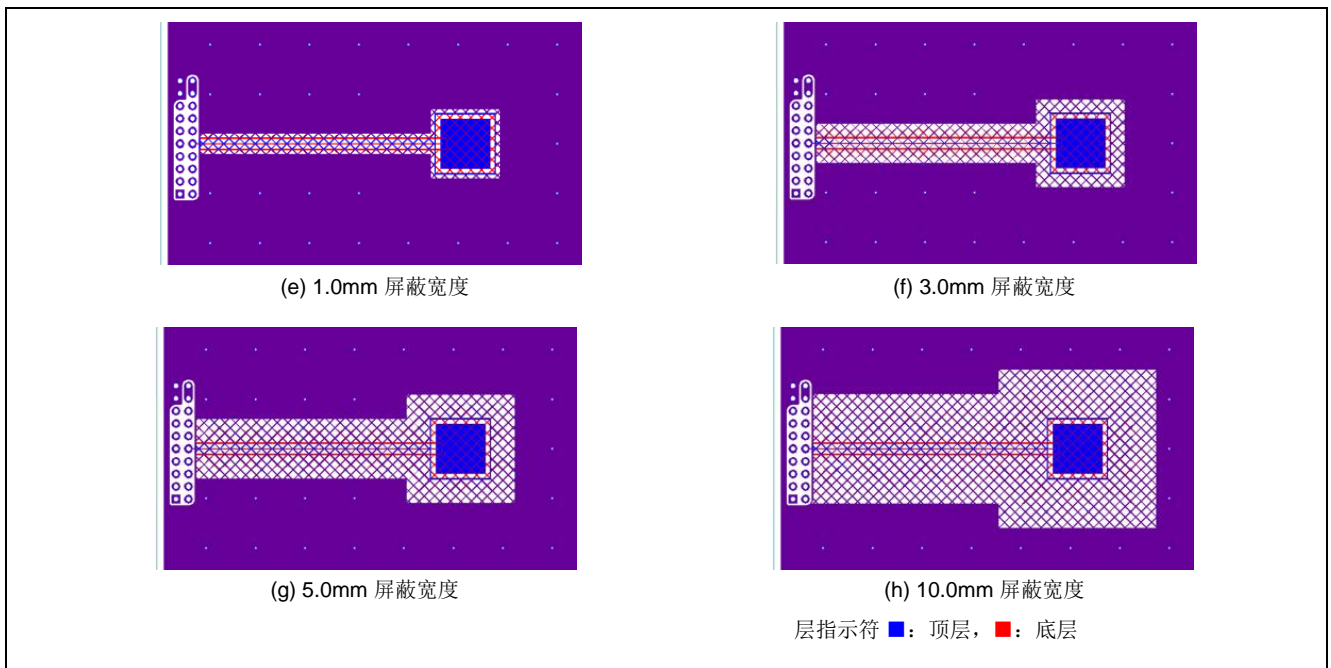 (e) 1.0mm 屏蔽宽度
(f) 3.0mm 屏蔽宽度
(g) 5.0mm 屏蔽宽度
(h) 10.0mm 屏蔽宽度
层指示符 ■：顶层，■：底层